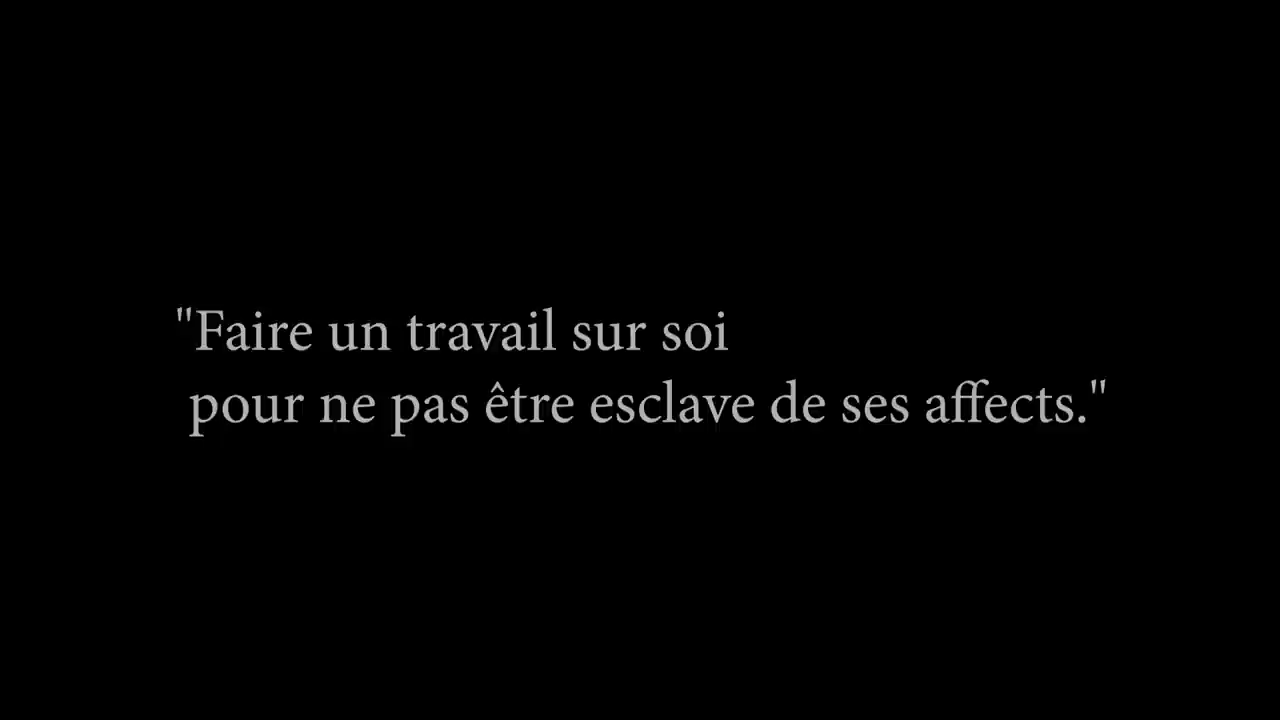 "Faire un travail sur soi
pour ne pas être esclave de ses affects."